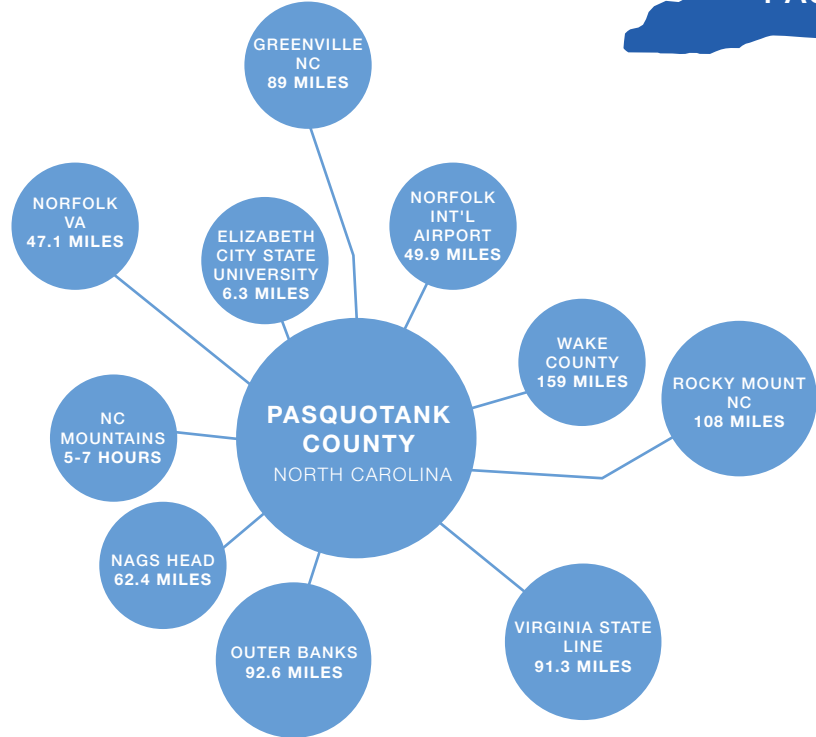 GREENVILLE
NC
89 MILES
NORFOLK
VA
47.1 MILES
ELIZABETH
CITY STATE
UNIVERSITY
6.3 MILES
NORFOLK
INT'L
AIRPORT
49.9 MILES
WAKE
COUNTY
159 MILES
ROCKY MOUNT
NC
108 MILES
PASQUOTANK
COUNTY
NORTH CAROLINA
NC
MOUNTAINS
5-7 HOURS
NAGS HEAD
62.4 MILES
OUTER BANKS
92.6 MILES
VIRGINIA STATE
LINE
91.3 MILES